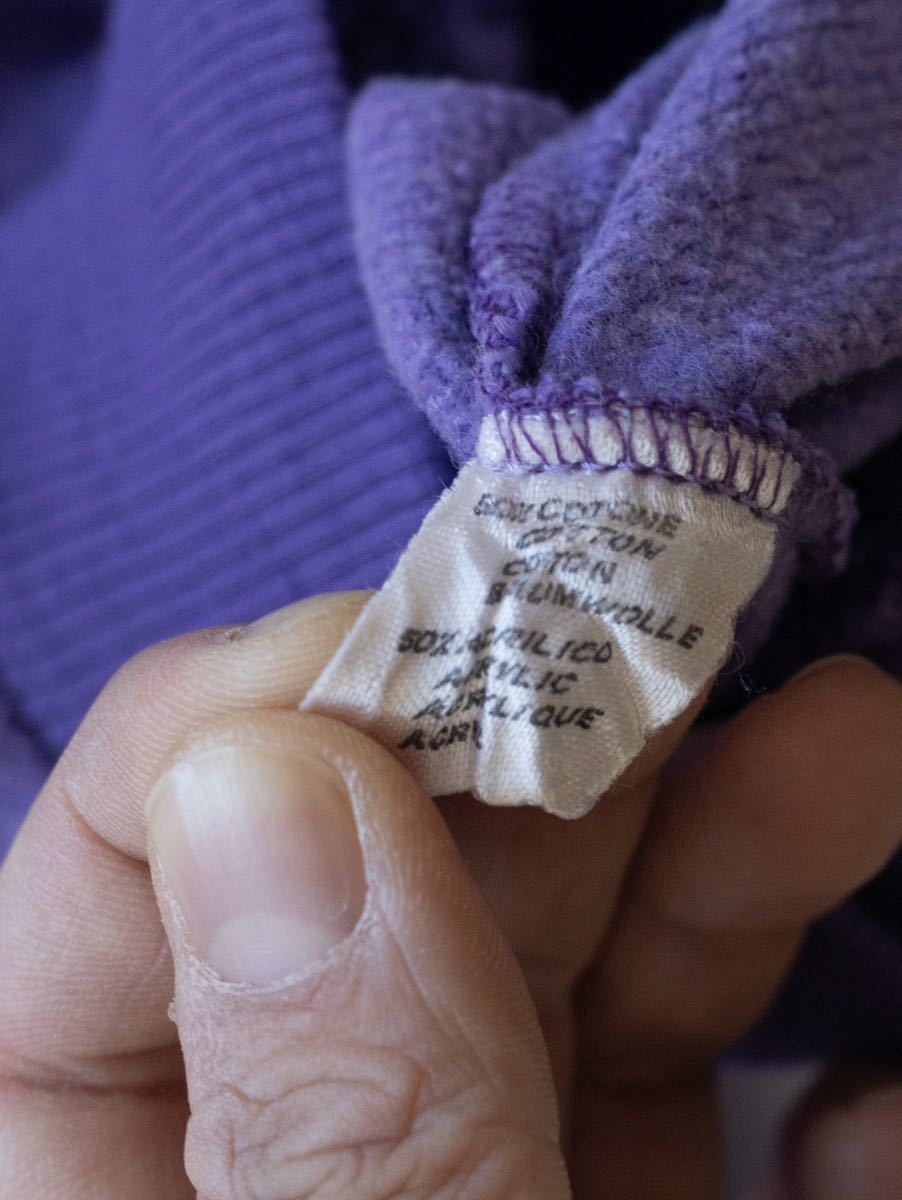 50% COTONE
COTTON
COTON
BAUMWOLLE
50% ACRILICO
ACRYLIC
ACRYLIQUE